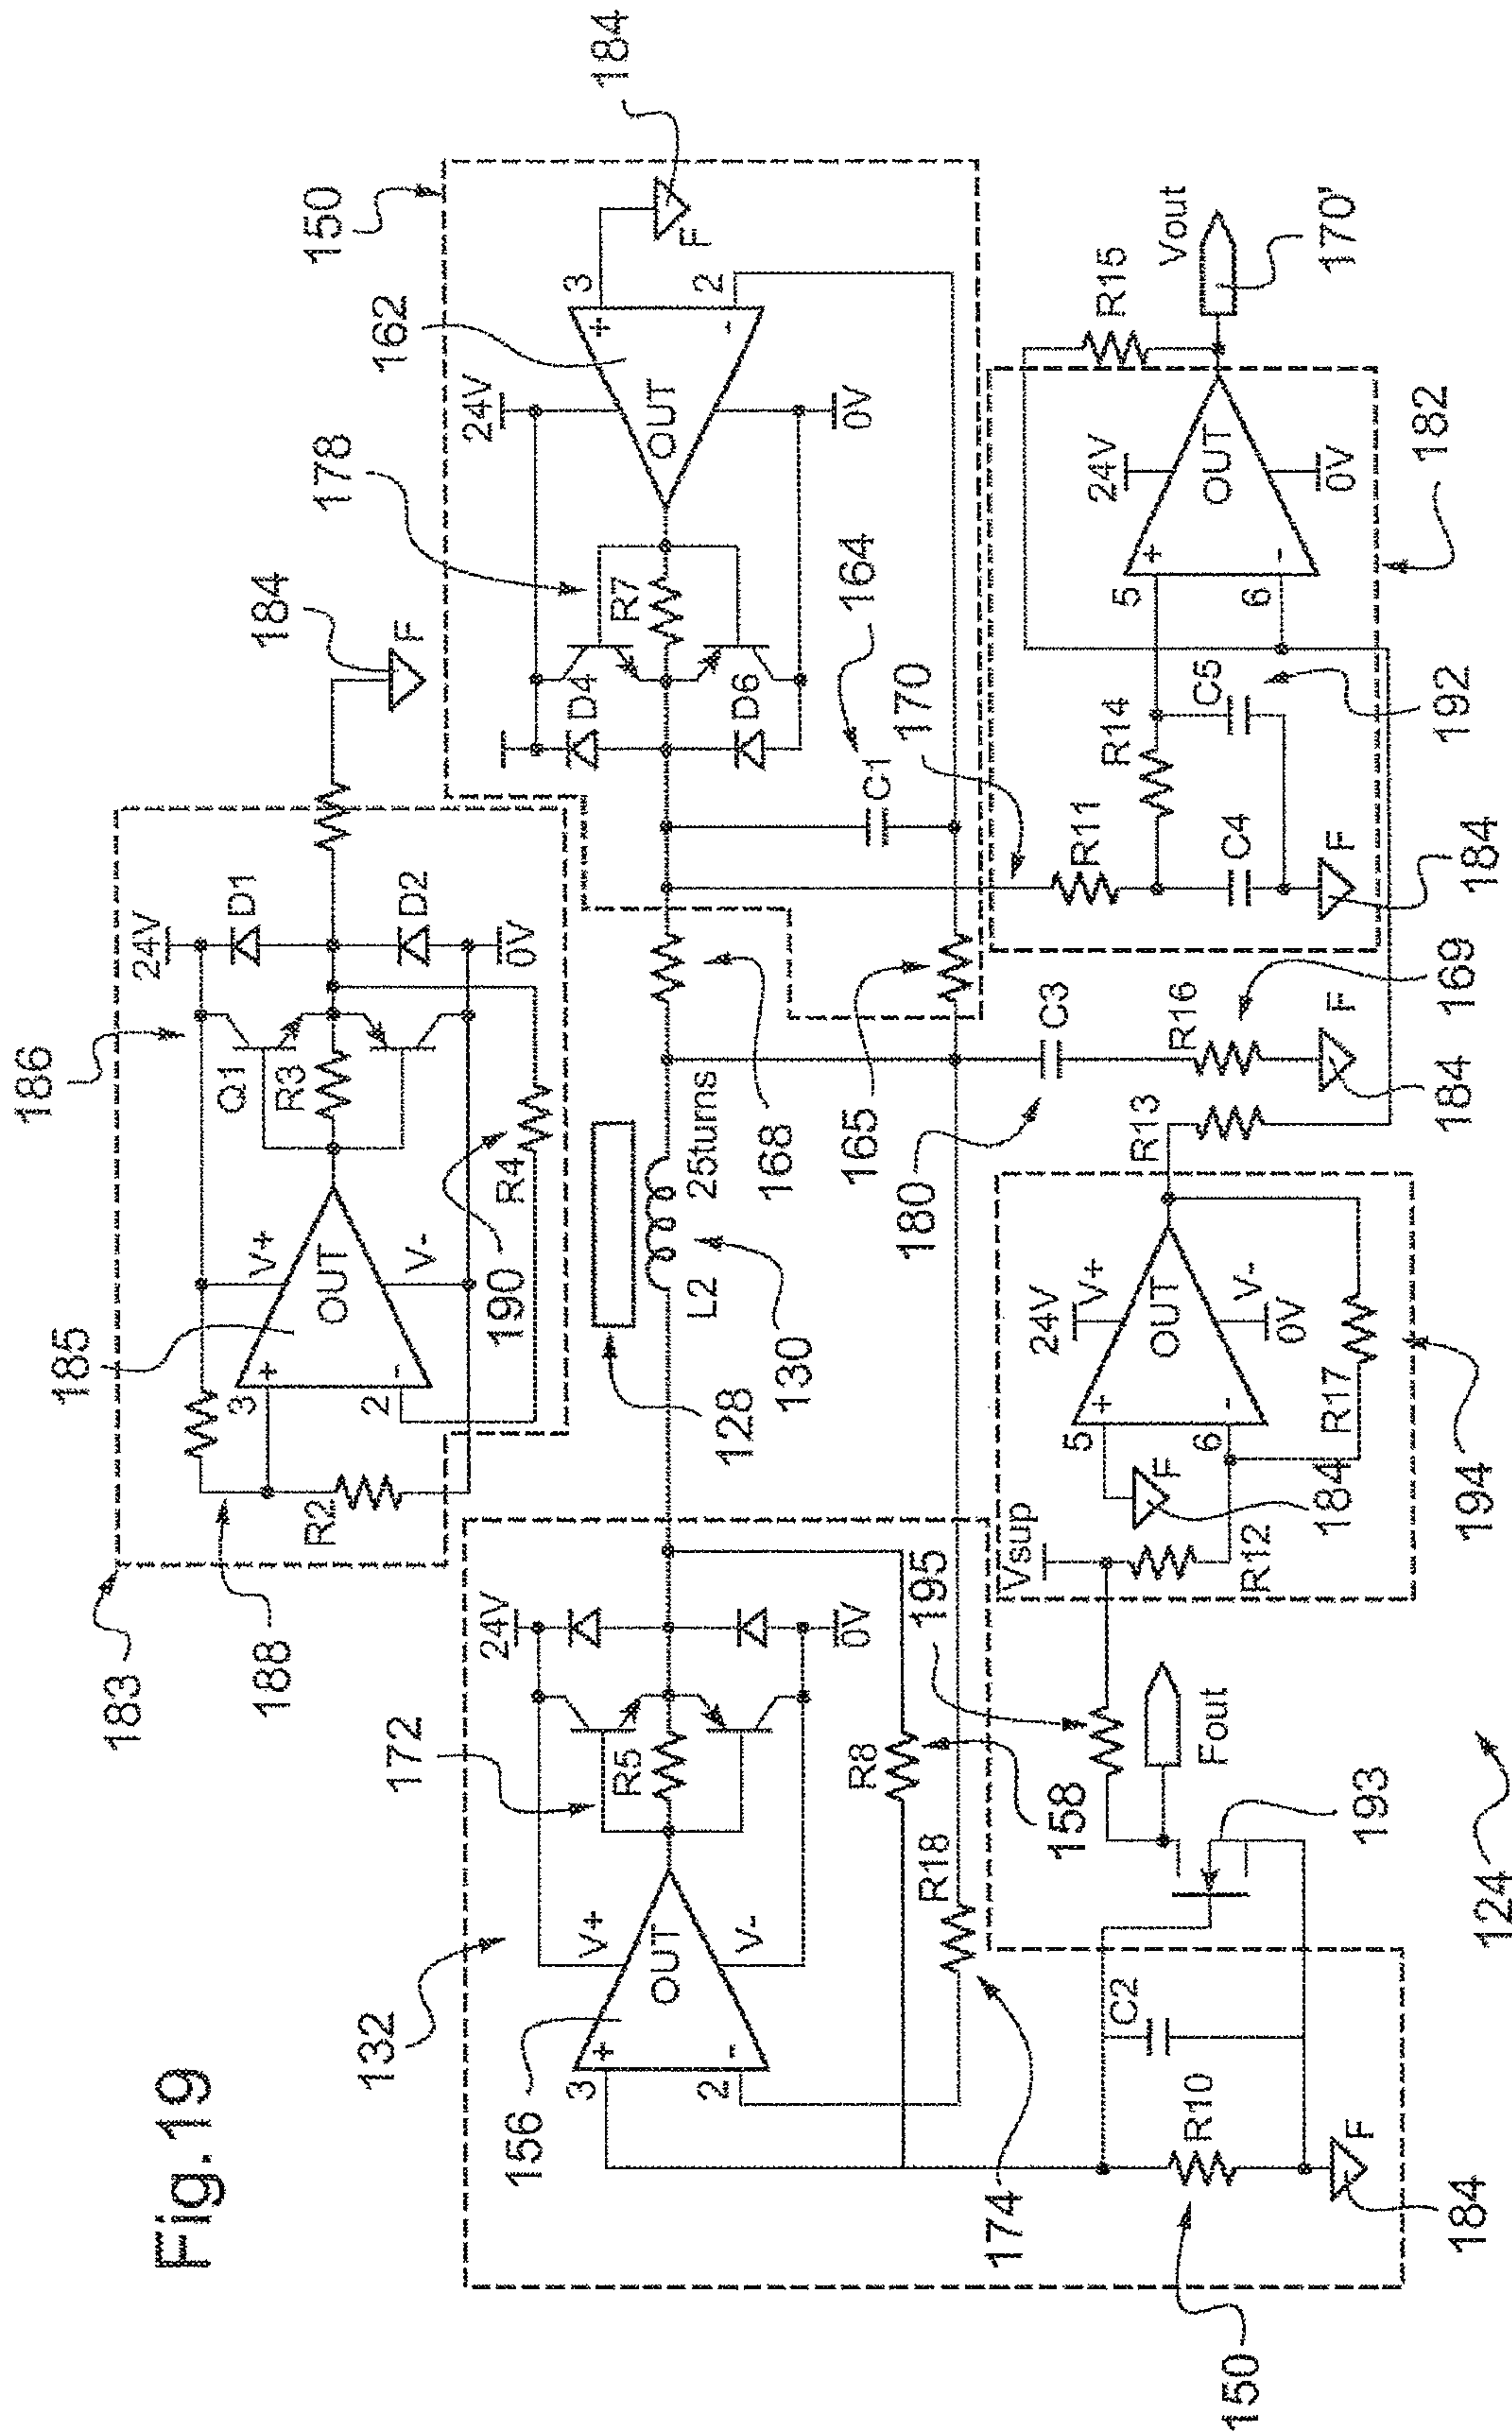 Fig.19
183
188
185
186
190
184
F
24V
0V
V+
V-
OUT
3
2
+
-
R2
Q1
R3
R4
D1
D2
128
130
L2
25turns
168
165
180
C3
R16
169
184
F
150
162
178
184
F
24V
0V
3
2
+
-
OUT
R7
D4
D6
164
C1
170
132
156
172
174
158
24V
0V
V+
V-
OUT
3
2
+
-
R5
R8
R18
C2
R10
150
184
F
193
195
Fout
Vsup
R12
184
F
5
6
+
-
24V
V+
OUT
V-
0V
R17
194
R13
R11
R14
C4
C5
184
F
192
5
6
+
-
24V
OUT
0V
182
R15
Vout
170'
124